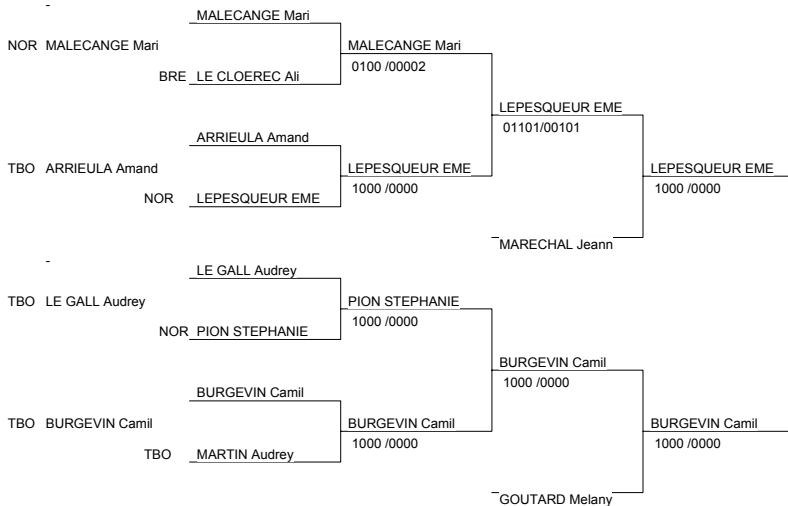 -
MALECANGE Mari
NOR MALECANGE Mari
MALECANGE Mari
0100 /00002
BRE LE CLOEREC Ali
LEPESQUEUR EME
01101/00101
ARRIEULA Amand
TBO ARRIEULA Amand
LEPESQUEUR EME
1000 /0000
LEPESQUEUR EME
1000 /0000
NOR LEPESQUEUR EME
MARECHAL Jeann
-
LE GALL Audrey
TBO LE GALL Audrey
PION STEPHANIE
1000 /0000
NOR PION STEPHANIE
BURGEVIN Camil
1000 /0000
BURGEVIN Camil
TBO BURGEVIN Camil
BURGEVIN Camil
1000 /0000
BURGEVIN Camil
1000 /0000
TBO MARTIN Audrey
GOUTARD Melany